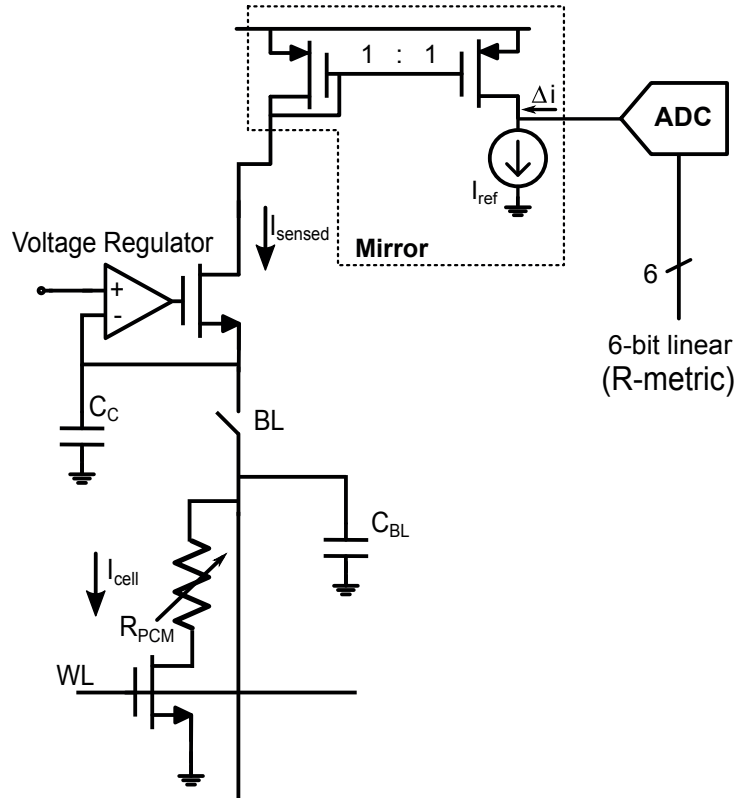 1 : 1
Δi
ADC
I_ref
Mirror
I_sensed
Voltage Regulator
+
-
6
6-bit linear
(R-metric)
C_C
BL
C_BL
I_cell
R_PCM
WL